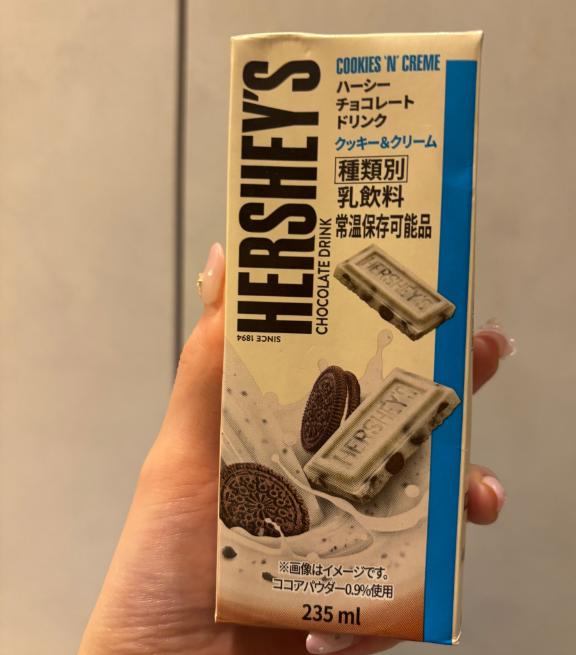 HERSHEY'S
CHOCOLATE DRINK
SINCE 1894
COOKIES 'N' CREME
ハーシー
チョコレート
ドリンク
クッキー&クリーム
種類別
乳飲料
常温保存可能品
HERSHEY'S
HERSHEY'S
※画像はイメージです。
ココアパウダー0.9%使用
235 ml